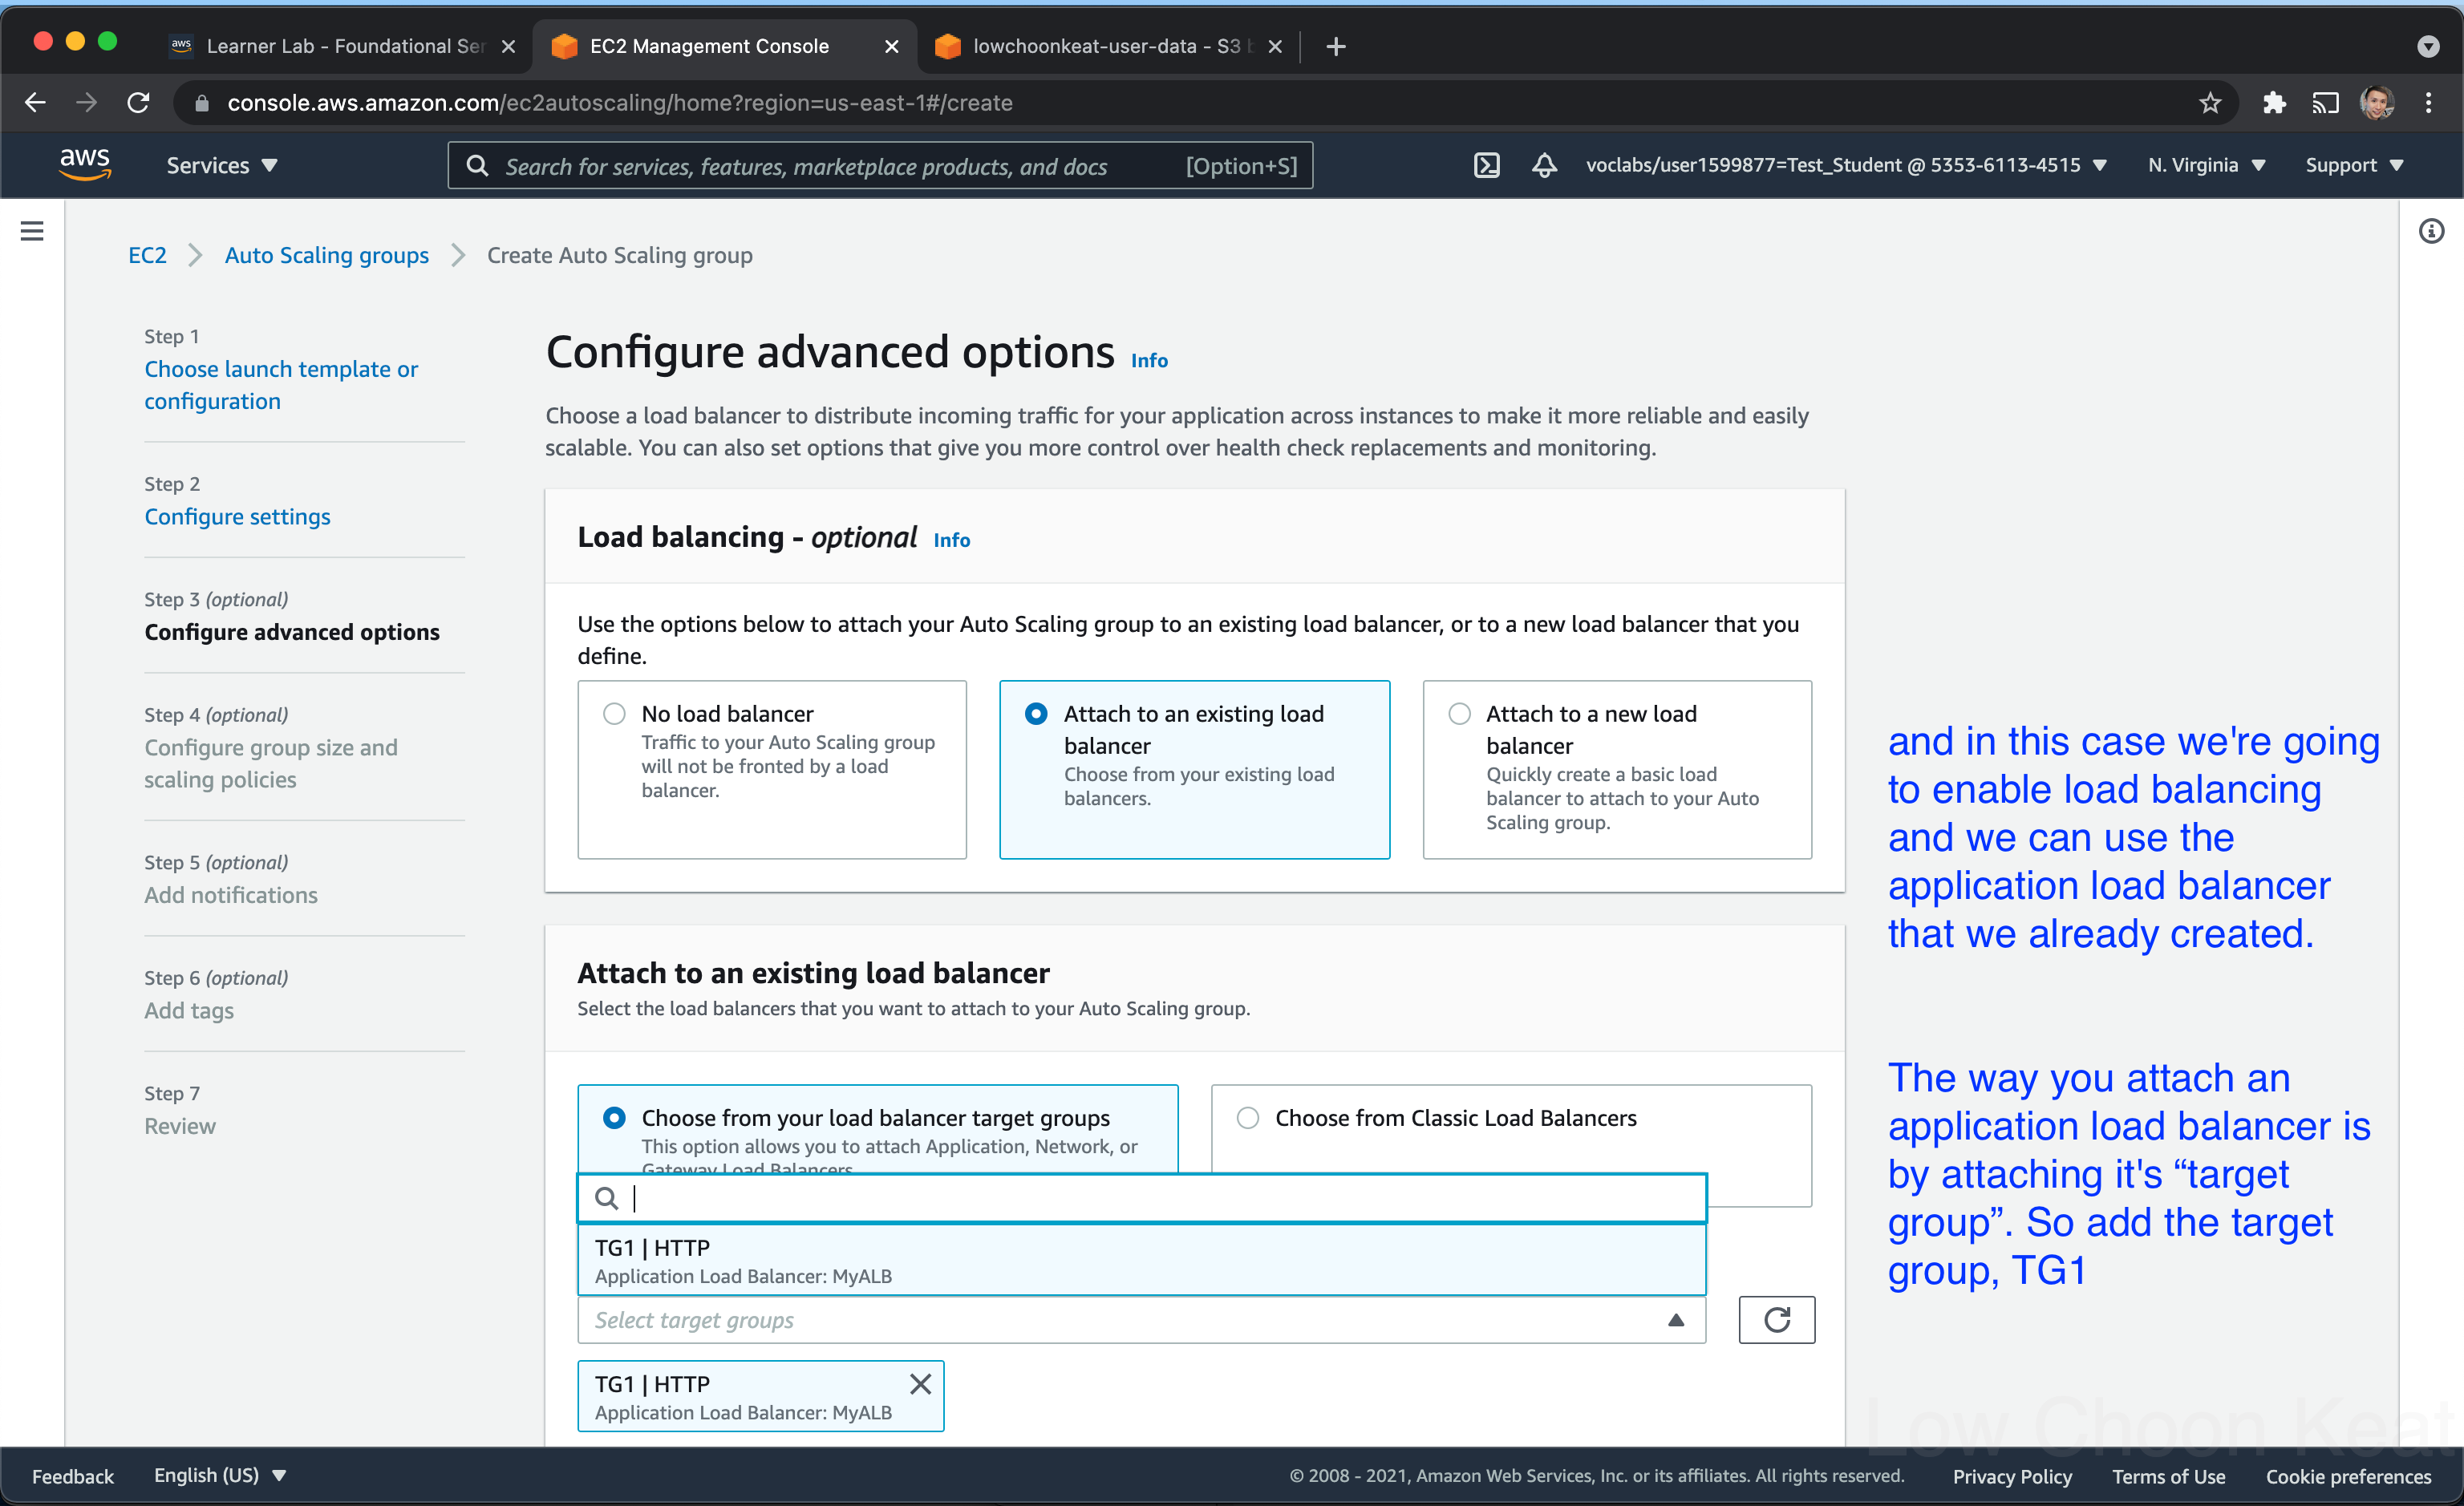 aws Learner Lab - Foundational Ser
EC2 Management Console
lowchoonkeat-user-data - S3 b
console.aws.amazon.com/ec2autoscaling/home?region=us-east-1#/create
aws Services
Search for services, features, marketplace products, and docs [Option+S]
voclabs/user1599877=Test_Student @ 5353-6113-4515
N. Virginia
Support
EC2 Auto Scaling groups Create Auto Scaling group
Step 1
Choose launch template or
configuration
Step 2
Configure settings
Step 3 (optional)
Configure advanced options
Step 4 (optional)
Configure group size and
scaling policies
Step 5 (optional)
Add notifications
Step 6 (optional)
Add tags
Step 7
Review
Configure advanced options Info
Choose a load balancer to distribute incoming traffic for your application across instances to make it more reliable and easily
scalable. You can also set options that give you more control over health check replacements and monitoring.
Load balancing - optional Info
Use the options below to attach your Auto Scaling group to an existing load balancer, or to a new load balancer that you
define.
No load balancer
Traffic to your Auto Scaling group
will not be fronted by a load
balancer.
Attach to an existing load
balancer
Choose from your existing load
balancers.
Attach to a new load
balancer
Quickly create a basic load
balancer to attach to your Auto
Scaling group.
Attach to an existing load balancer
Select the load balancers that you want to attach to your Auto Scaling group.
Choose from your load balancer target groups
This option allows you to attach Application, Network, or
Gateway Load Balancers
Choose from Classic Load Balancers
TG1 | HTTP
Application Load Balancer: MyALB
Select target groups
TG1 | HTTP
Application Load Balancer: MyALB
and in this case we're going
to enable load balancing
and we can use the
application load balancer
that we already created.
The way you attach an
application load balancer is
by attaching it's “target
group”. So add the target
group, TG1
Low Choon Keat
Feedback English (US)
© 2008 - 2021, Amazon Web Services, Inc. or its affiliates. All rights reserved.
Privacy Policy Terms of Use Cookie preferences